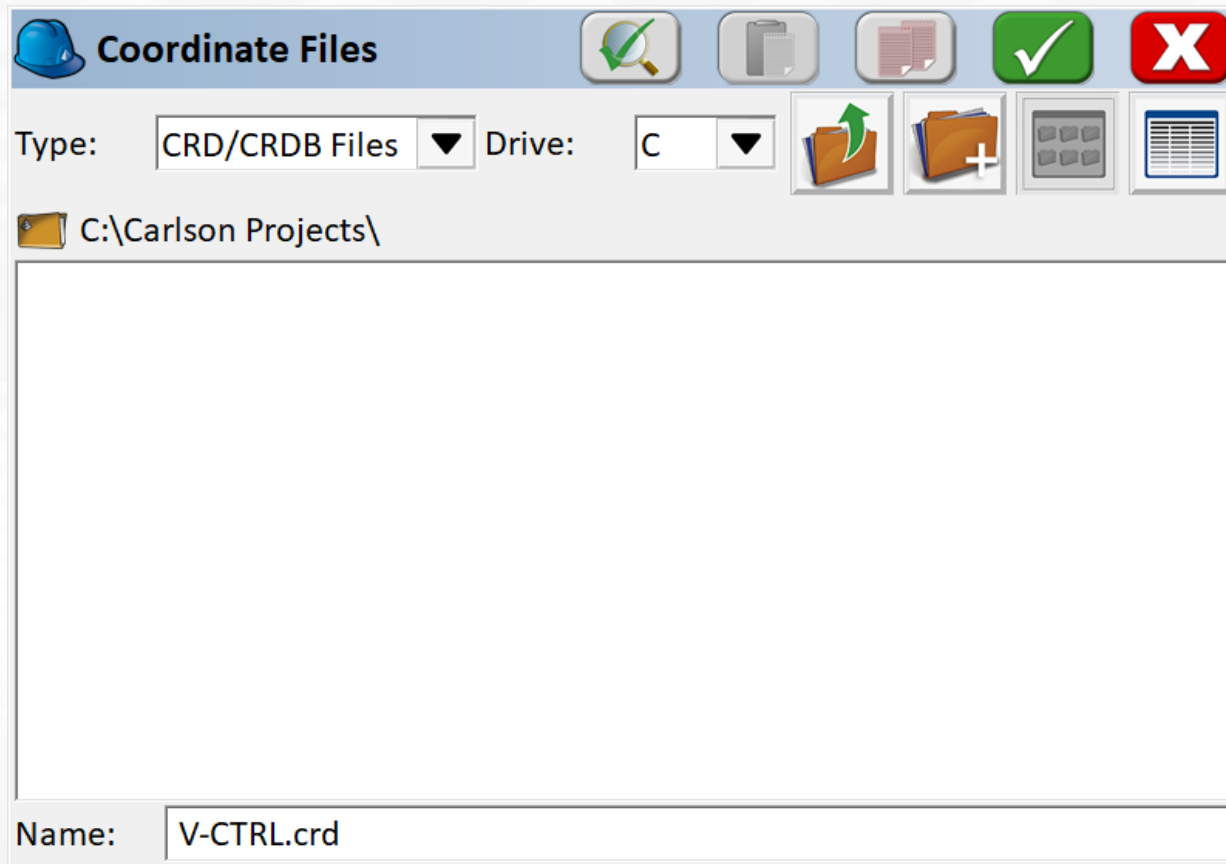 Coordinate Files
Type: CRD/CRDB Files Drive: C
C:\Carlson Projects\
Name: V-CTRL.crd